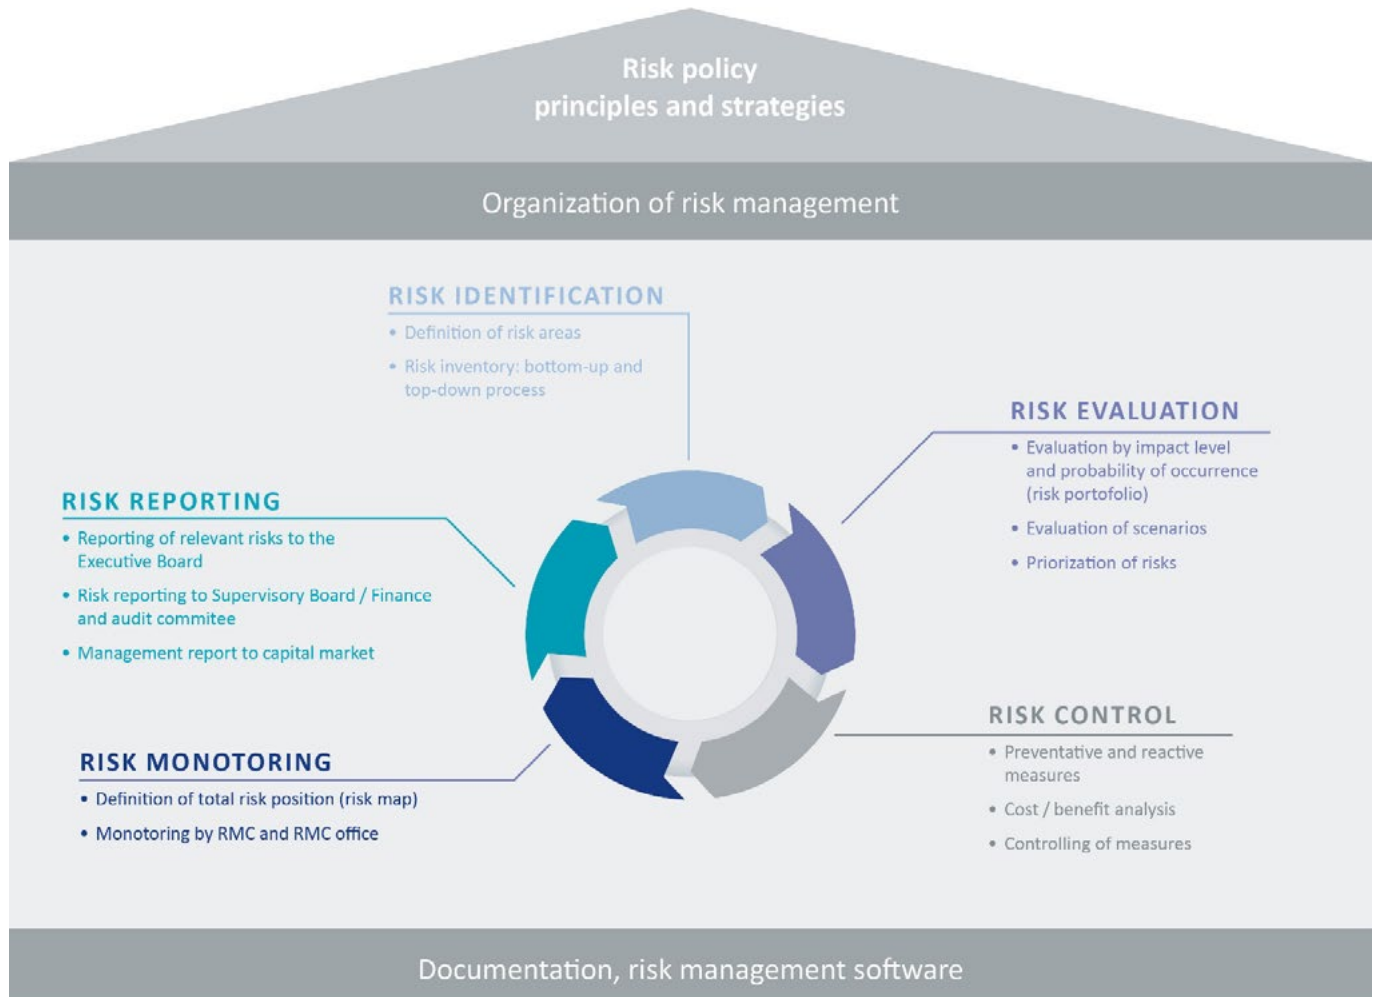 Risk policy
principles and strategies
Organization of risk management
RISK IDENTIFICATION
• Definition of risk areas
• Risk inventory: bottom-up and
top-down process
RISK EVALUATION
• Evaluation by impact level
and probability of occurrence
(risk portofolio)
• Evaluation of scenarios
• Priorization of risks
RISK REPORTING
• Reporting of relevant risks to the
Executive Board
• Risk reporting to Supervisory Board / Finance
and audit commitee
• Management report to capital market
RISK CONTROL
• Preventative and reactive
measures
• Cost / benefit analysis
• Controlling of measures
RISK MONOTORING
• Definition of total risk position (risk map)
• Monotoring by RMC and RMC office
Documentation, risk management software